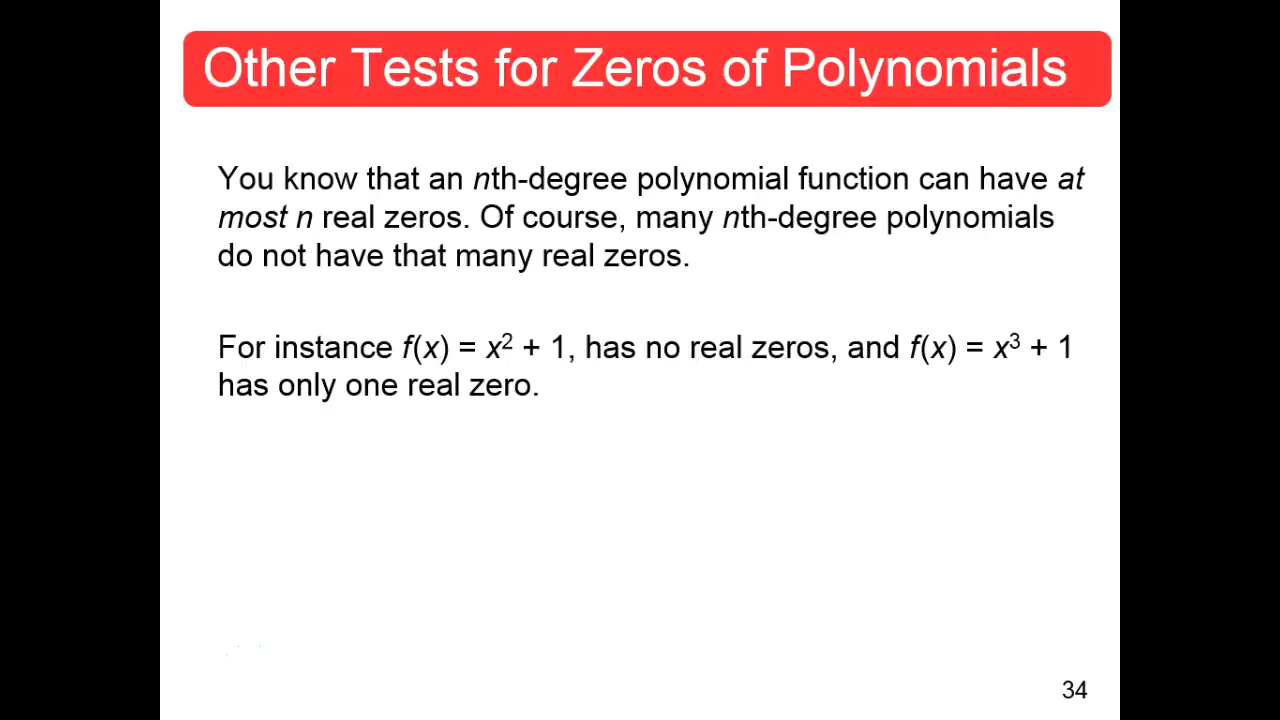 Other Tests for Zeros of Polynomials
You know that an nth-degree polynomial function can have at
most n real zeros. Of course, many nth-degree polynomials
do not have that many real zeros.
For instance f(x) = x² + 1, has no real zeros, and f(x) = x³ + 1
has only one real zero.
34